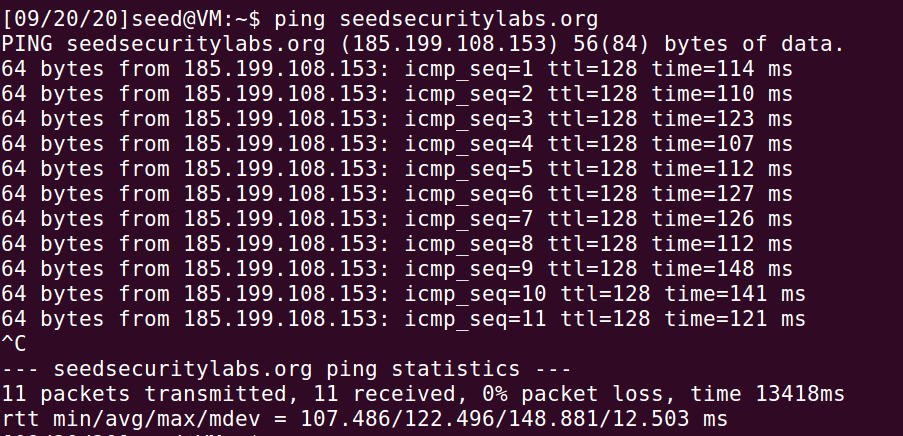 [09/20/20]seed@VM:~$ ping seedsecuritylabs.org
PING seedsecuritylabs.org (185.199.108.153) 56(84) bytes of data.
64 bytes from 185.199.108.153: icmp_seq=1 ttl=128 time=114 ms
64 bytes from 185.199.108.153: icmp_seq=2 ttl=128 time=110 ms
64 bytes from 185.199.108.153: icmp_seq=3 ttl=128 time=123 ms
64 bytes from 185.199.108.153: icmp_seq=4 ttl=128 time=107 ms
64 bytes from 185.199.108.153: icmp_seq=5 ttl=128 time=112 ms
64 bytes from 185.199.108.153: icmp_seq=6 ttl=128 time=127 ms
64 bytes from 185.199.108.153: icmp_seq=7 ttl=128 time=126 ms
64 bytes from 185.199.108.153: icmp_seq=8 ttl=128 time=112 ms
64 bytes from 185.199.108.153: icmp_seq=9 ttl=128 time=148 ms
64 bytes from 185.199.108.153: icmp_seq=10 ttl=128 time=141 ms
64 bytes from 185.199.108.153: icmp_seq=11 ttl=128 time=121 ms
^C
--- seedsecuritylabs.org ping statistics ---
11 packets transmitted, 11 received, 0% packet loss, time 13418ms
rtt min/avg/max/mdev = 107.486/122.496/148.881/12.503 ms